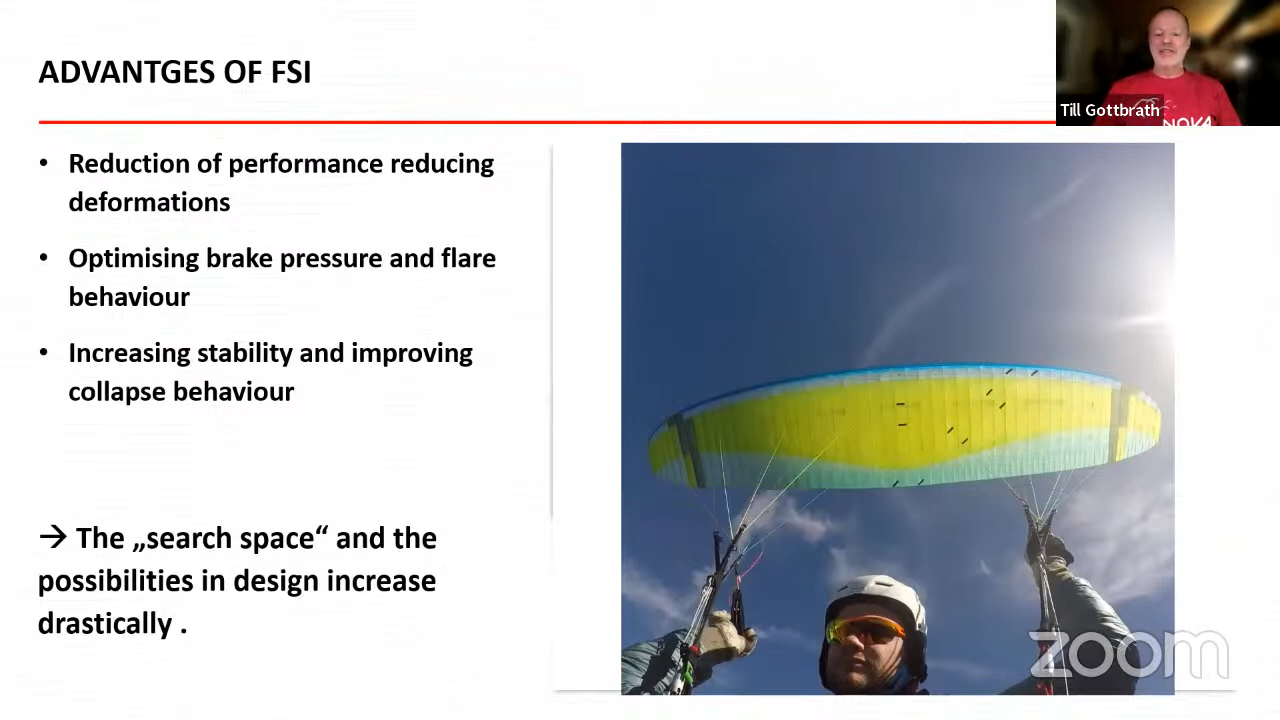 ADVANTGES OF FSI
Till Gottbrath
NOVA
• Reduction of performance reducing
deformations
• Optimising brake pressure and flare
behaviour
• Increasing stability and improving
collapse behaviour
→ The „search space“ and the
possibilities in design increase
drastically .
zoom